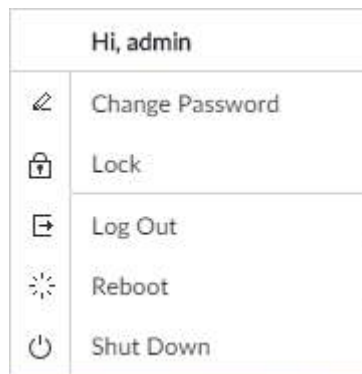 Hi, admin
Change Password
Lock
Log Out
Reboot
Shut Down